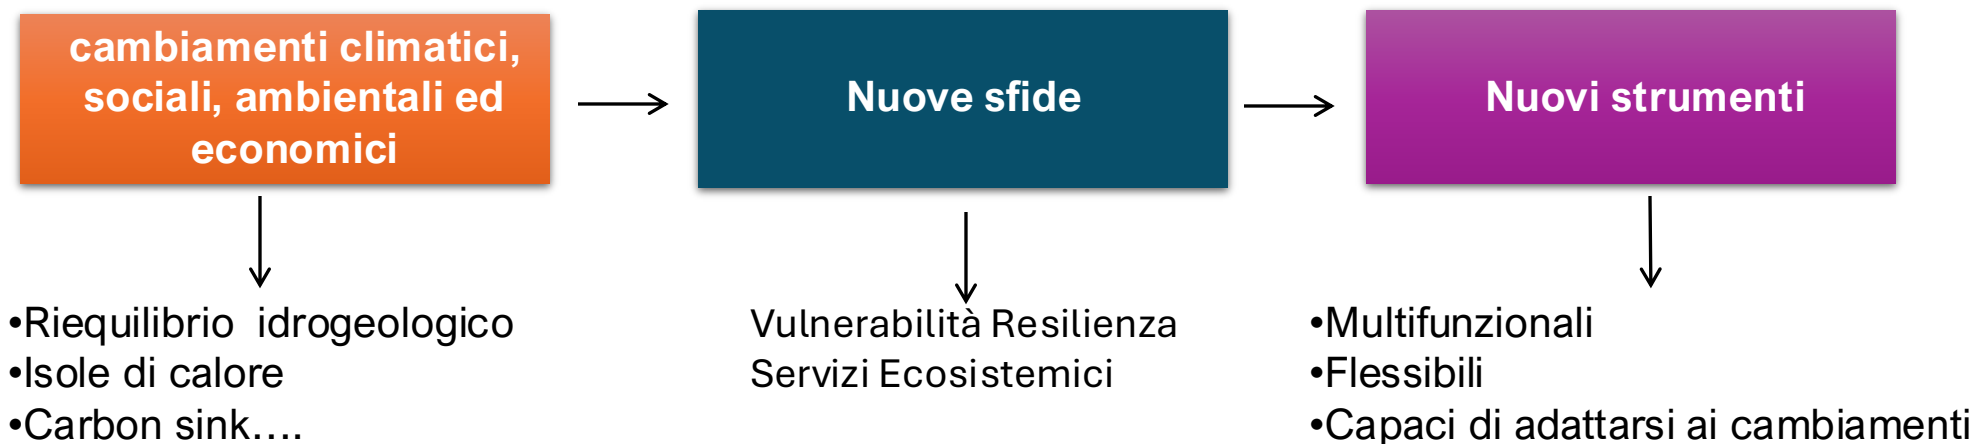 cambiamenti climatici,
sociali, ambientali ed
economici
Nuove sfide
Nuovi strumenti
•Riequilibrio idrogeologico
•Isole di calore
•Carbon sink....
Vulnerabilità Resilienza
Servizi Ecosistemici
•Multifunzionali
•Flessibili
•Capaci di adattarsi ai cambiamenti